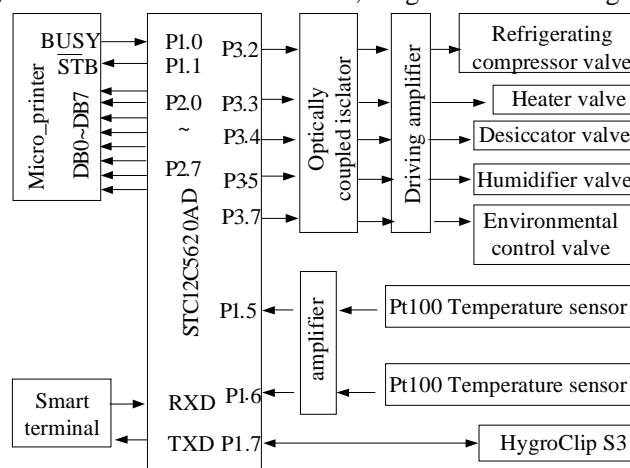 BUSY
STB
DB0~DB7
Micro_printer
P1.0
P1.1
P2.0
~
P2.7
STC12C5620AD
P3.2
P3.3
P3.4
P35
P3.7
P1.5
P1.6
RXD
TXD P1.7
Optically
coupled isclator
Driving amplifier
amplifier
Refrigerating
compressor valve
Heater valve
Desiccator valve
Humidifier valve
Environmental
control valve
Pt100 Temperature sensor
Pt100 Temperature sensor
HygroClip S3
Smart
terminal